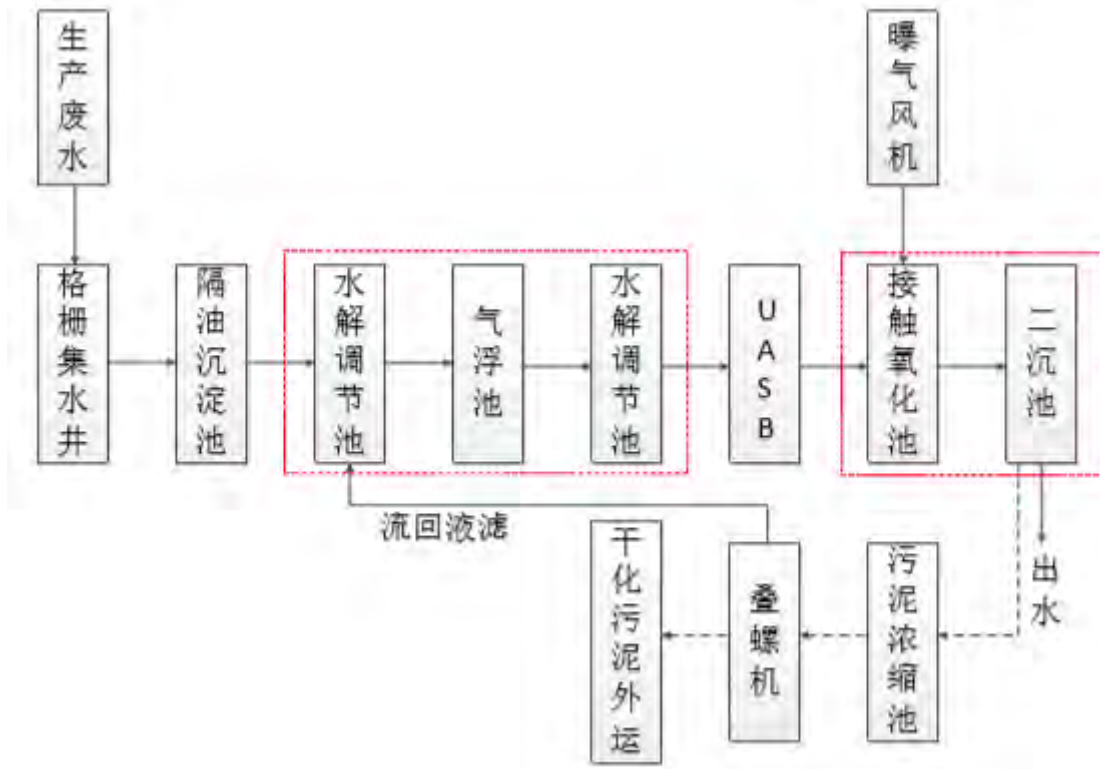 生产废水
曝气风机
格栅集水井
隔油沉淀池
水解调节池
气浮池
水解调节池
UASB
接触氧化池
二沉池
流回液滤
干化污泥外运
叠螺机
污泥浓缩池
出水